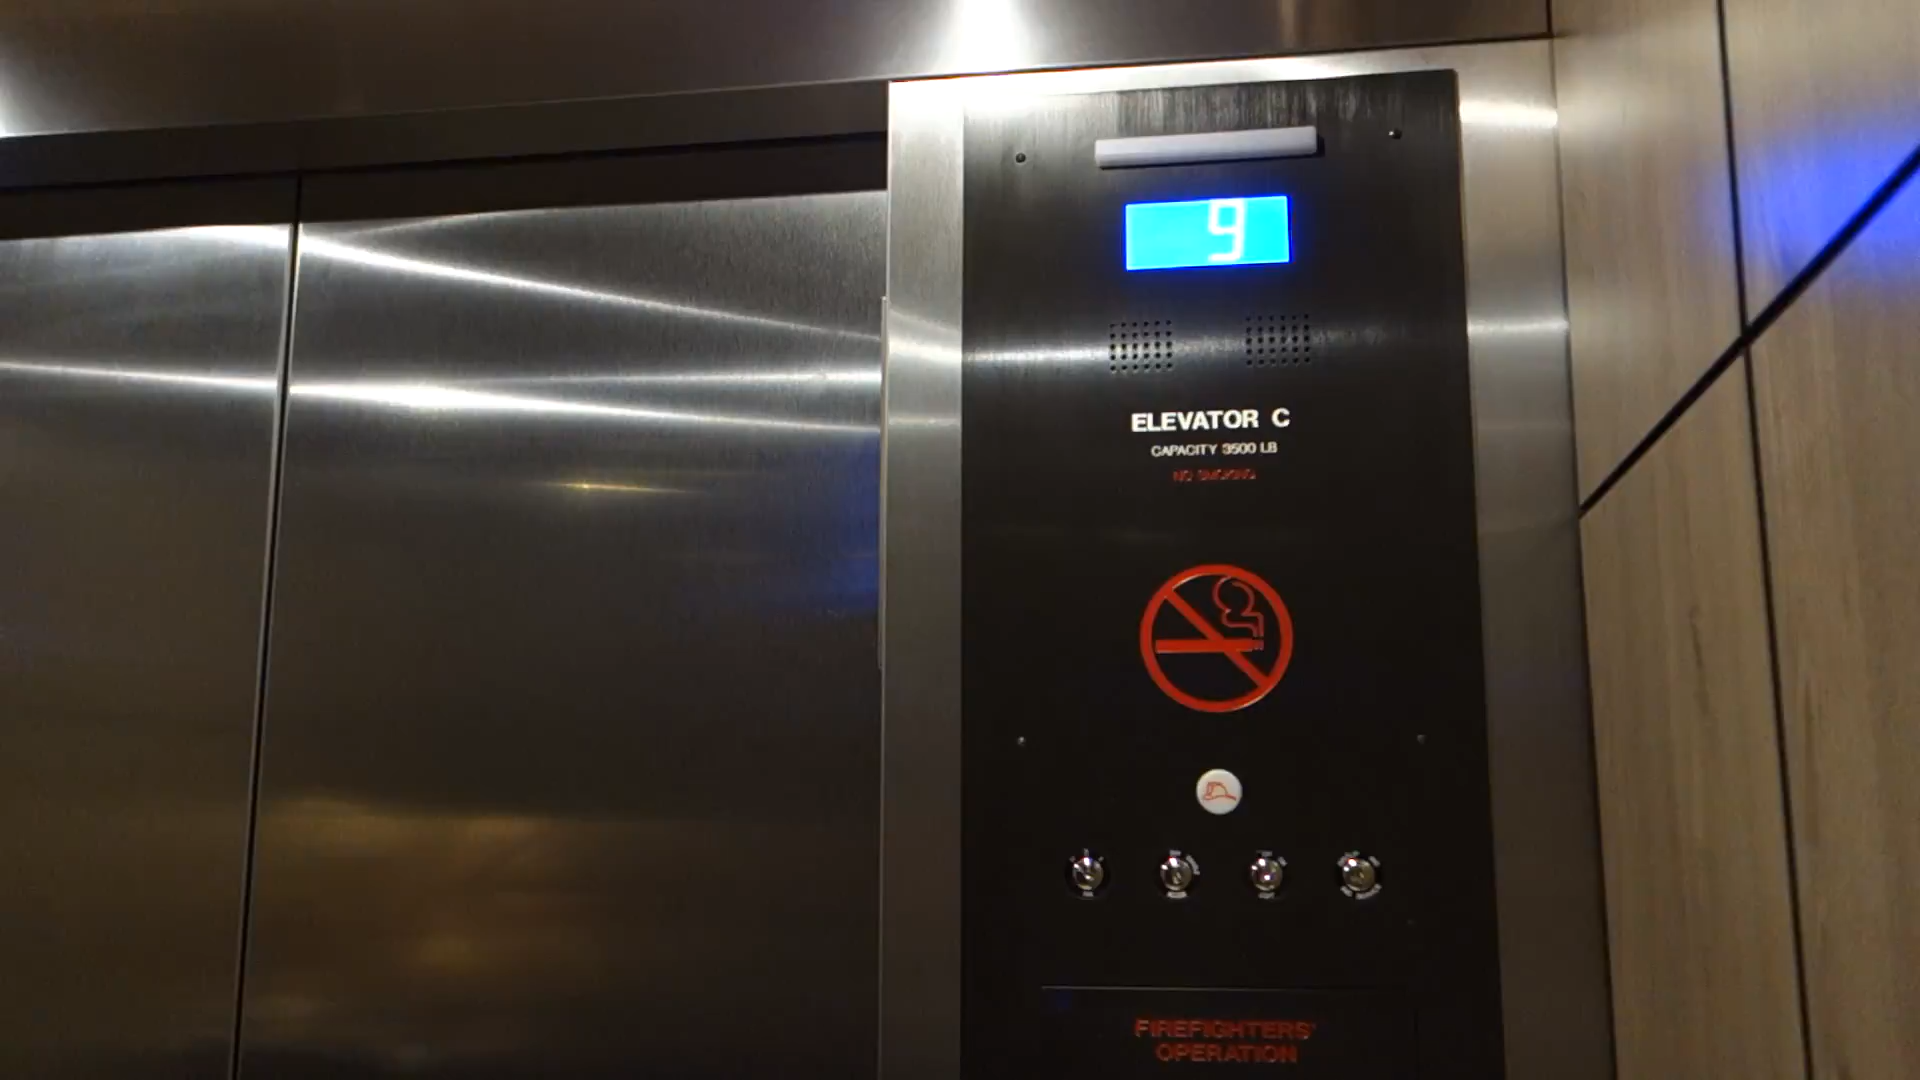 9
ELEVATOR C
CAPACITY 3500 LB
NO SMOKING
FIREFIGHTERS'
OPERATION